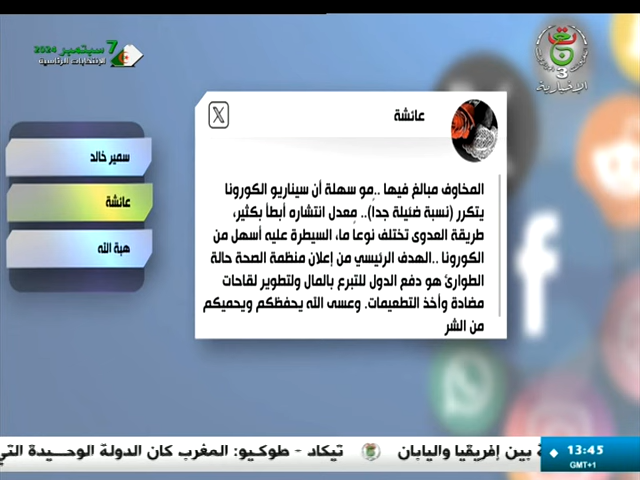 7 سبتمبر 2024
الإنتخابات الرئاسية
3
الإخبارية
X
عائشة
سمير خالد
عائشة
هبة الله
المخاوف مبالغ فيها ..مو سهلة أن سيناريو الكورونا
يتكرر (نسبة ضئيلة جدا).. معدل انتشاره أبطأ بكثير،
طريقة العدوى تختلف نوعا ما، السيطرة عليه أسهل من
الكورونا ..الهدف الرئيسي من إعلان منظمة الصحة حالة
الطوارئ هو دفع الدول للتبرع بالمال ولتطوير لقاحات
مضادة وأخذ التطعيمات. وعسى الله يحفظكم ويحميكم
من الشر
ة بين إفريقيا واليابان تيكاد - طوكيو: المغرب كان الدولة الوحيدة التي
13:45
GMT+1